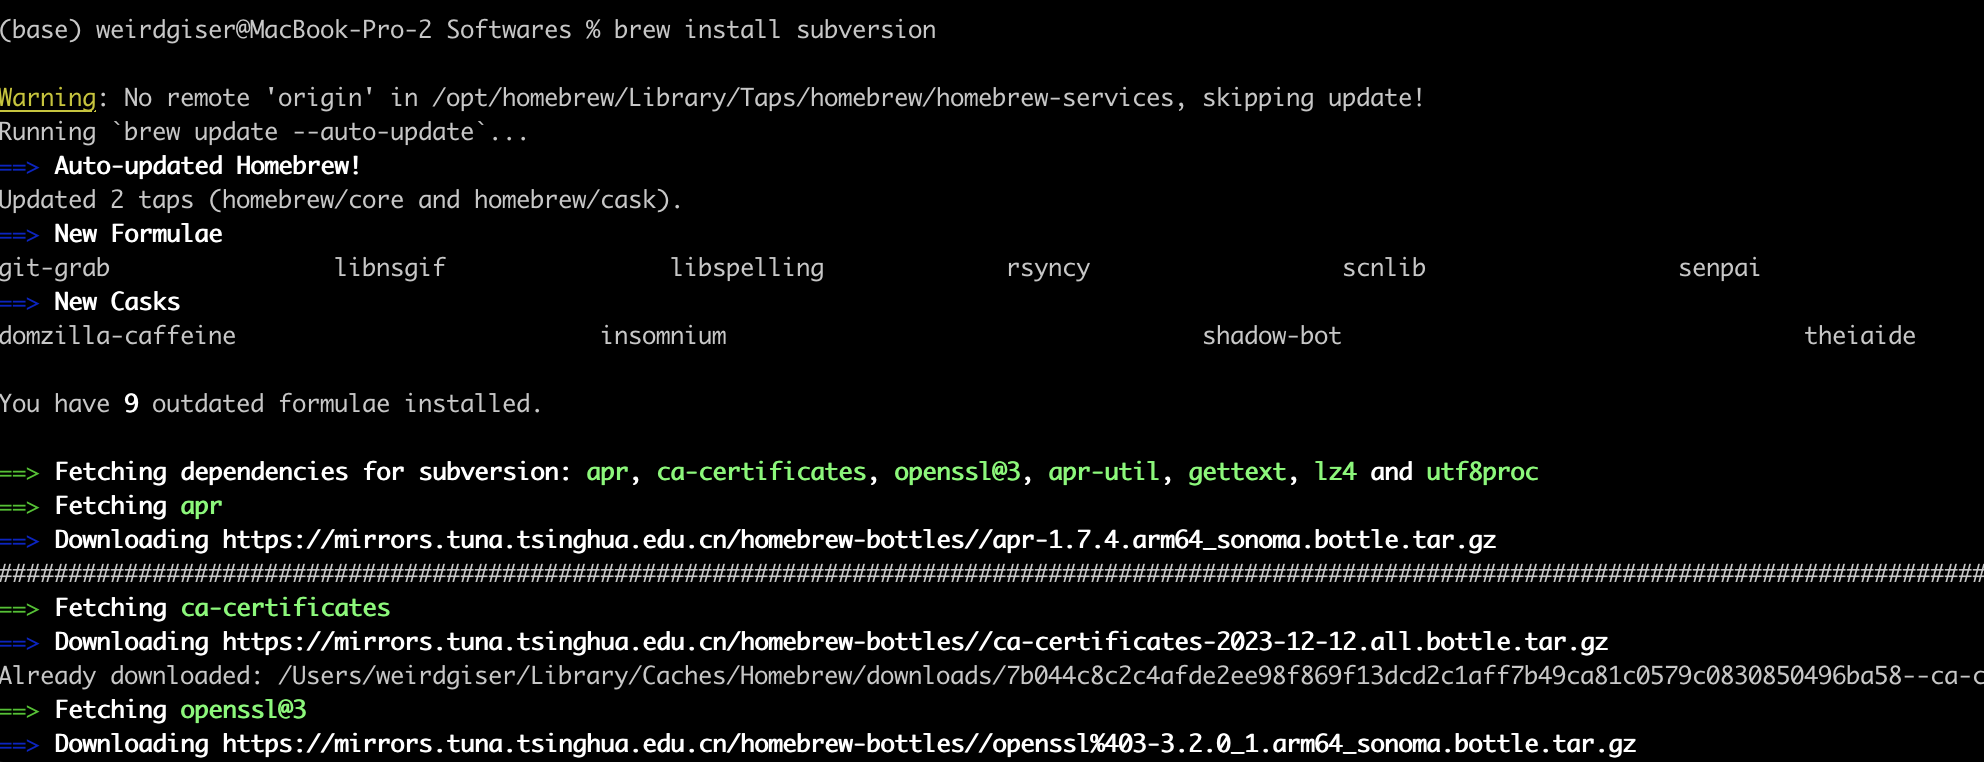 (base) weirdgiser@MacBook-Pro-2 Softwares % brew install subversion
Warning: No remote 'origin' in /opt/homebrew/Library/Taps/homebrew/homebrew-services, skipping update!
Running `brew update --auto-update`...
==> Auto-updated Homebrew!
Updated 2 taps (homebrew/core and homebrew/cask).
==> New Formulae
git-grab libnsgif libspelling rsyncy scnlib senpai
==> New Casks
domzilla-caffeine insomnium shadow-bot theiaide
You have 9 outdated formulae installed.
==> Fetching dependencies for subversion: apr, ca-certificates, openssl@3, apr-util, gettext, lz4 and utf8proc
==> Fetching apr
==> Downloading https://mirrors.tuna.tsinghua.edu.cn/homebrew-bottles//apr-1.7.4.arm64_sonoma.bottle.tar.gz
##############################################################################################################################################
==> Fetching ca-certificates
==> Downloading https://mirrors.tuna.tsinghua.edu.cn/homebrew-bottles//ca-certificates-2023-12-12.all.bottle.tar.gz
Already downloaded: /Users/weirdgiser/Library/Caches/Homebrew/downloads/7b044c8c2c4afde2ee98f869f13dcd2c1aff7b49ca81c0579c0830850496ba58--ca-c
==> Fetching openssl@3
==> Downloading https://mirrors.tuna.tsinghua.edu.cn/homebrew-bottles//openssl%403-3.2.0_1.arm64_sonoma.bottle.tar.gz